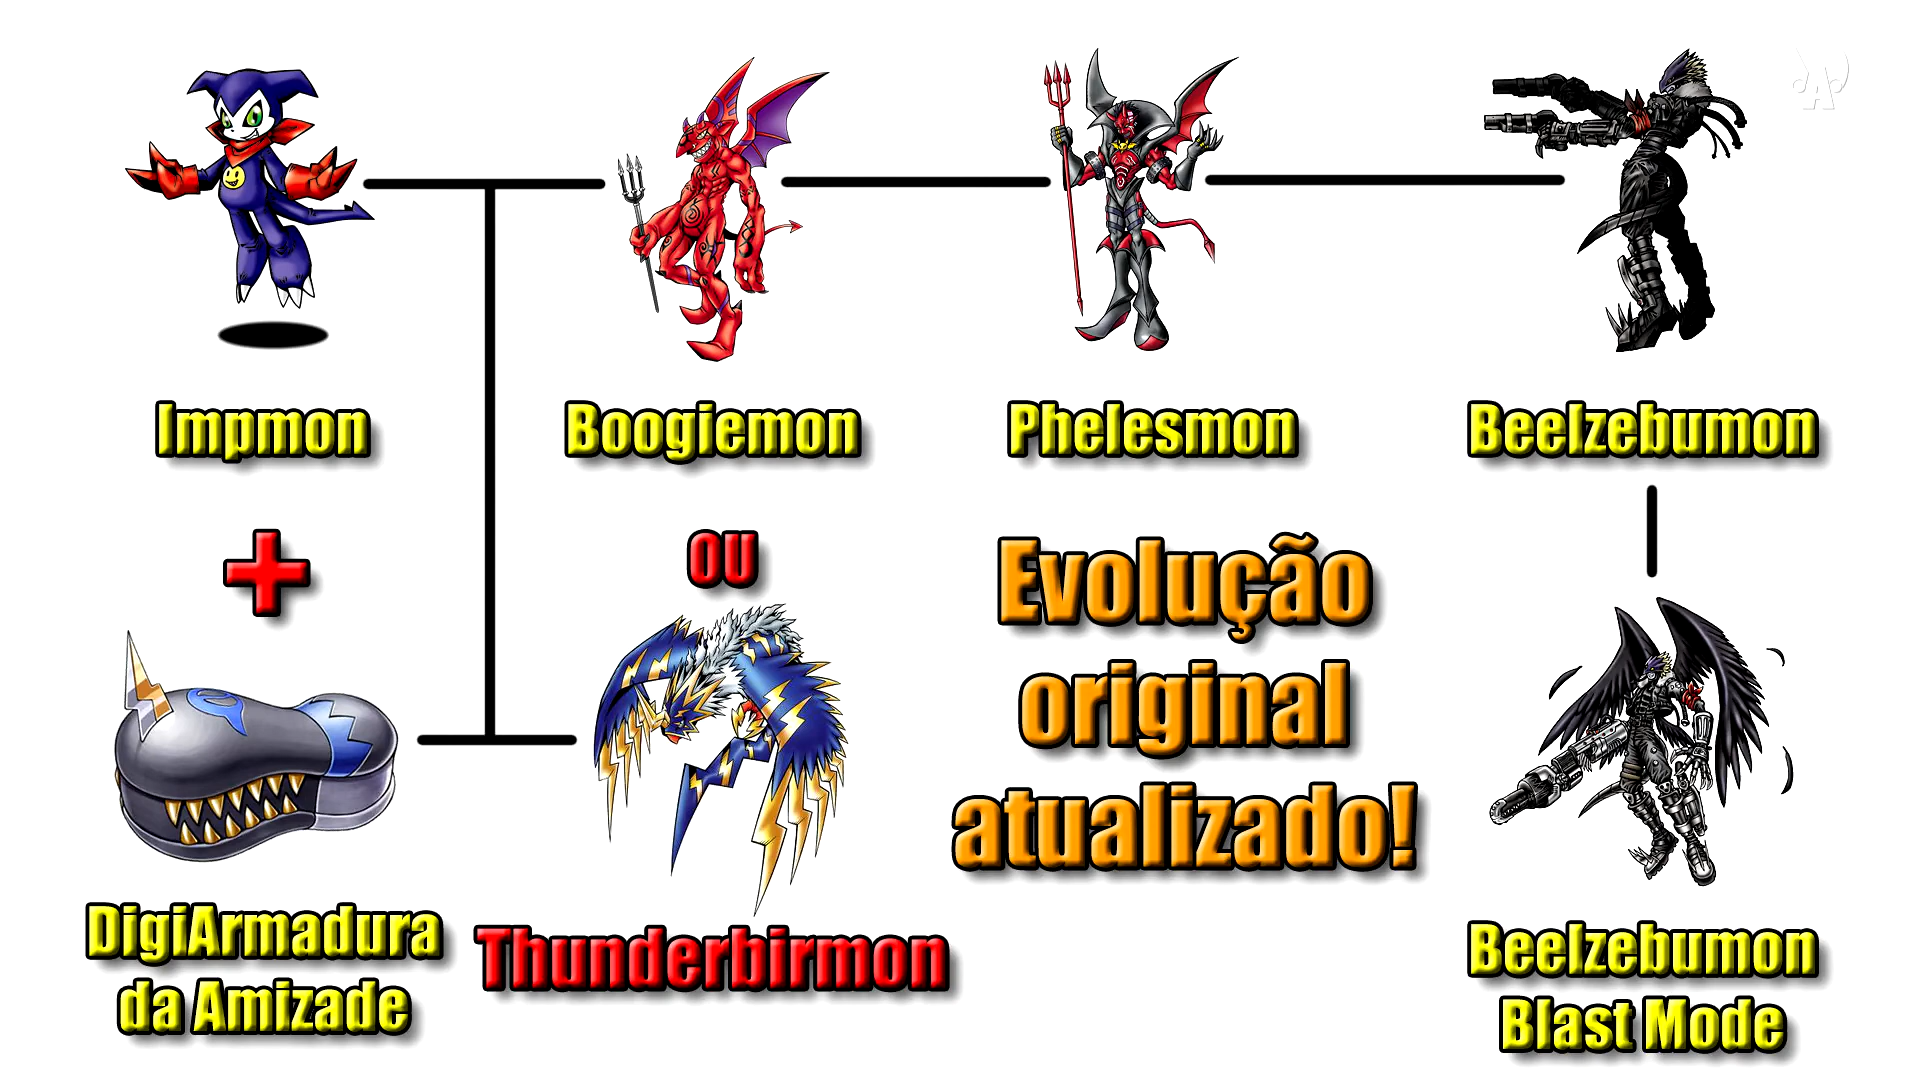 Impmon
Boogiemon
Phelesmon
Beelzebumon
+
ou
Evolução
original
atualizado!
DigiArmadura
da Amizade
Thunderbirmon
Beelzebumon
Blast Mode